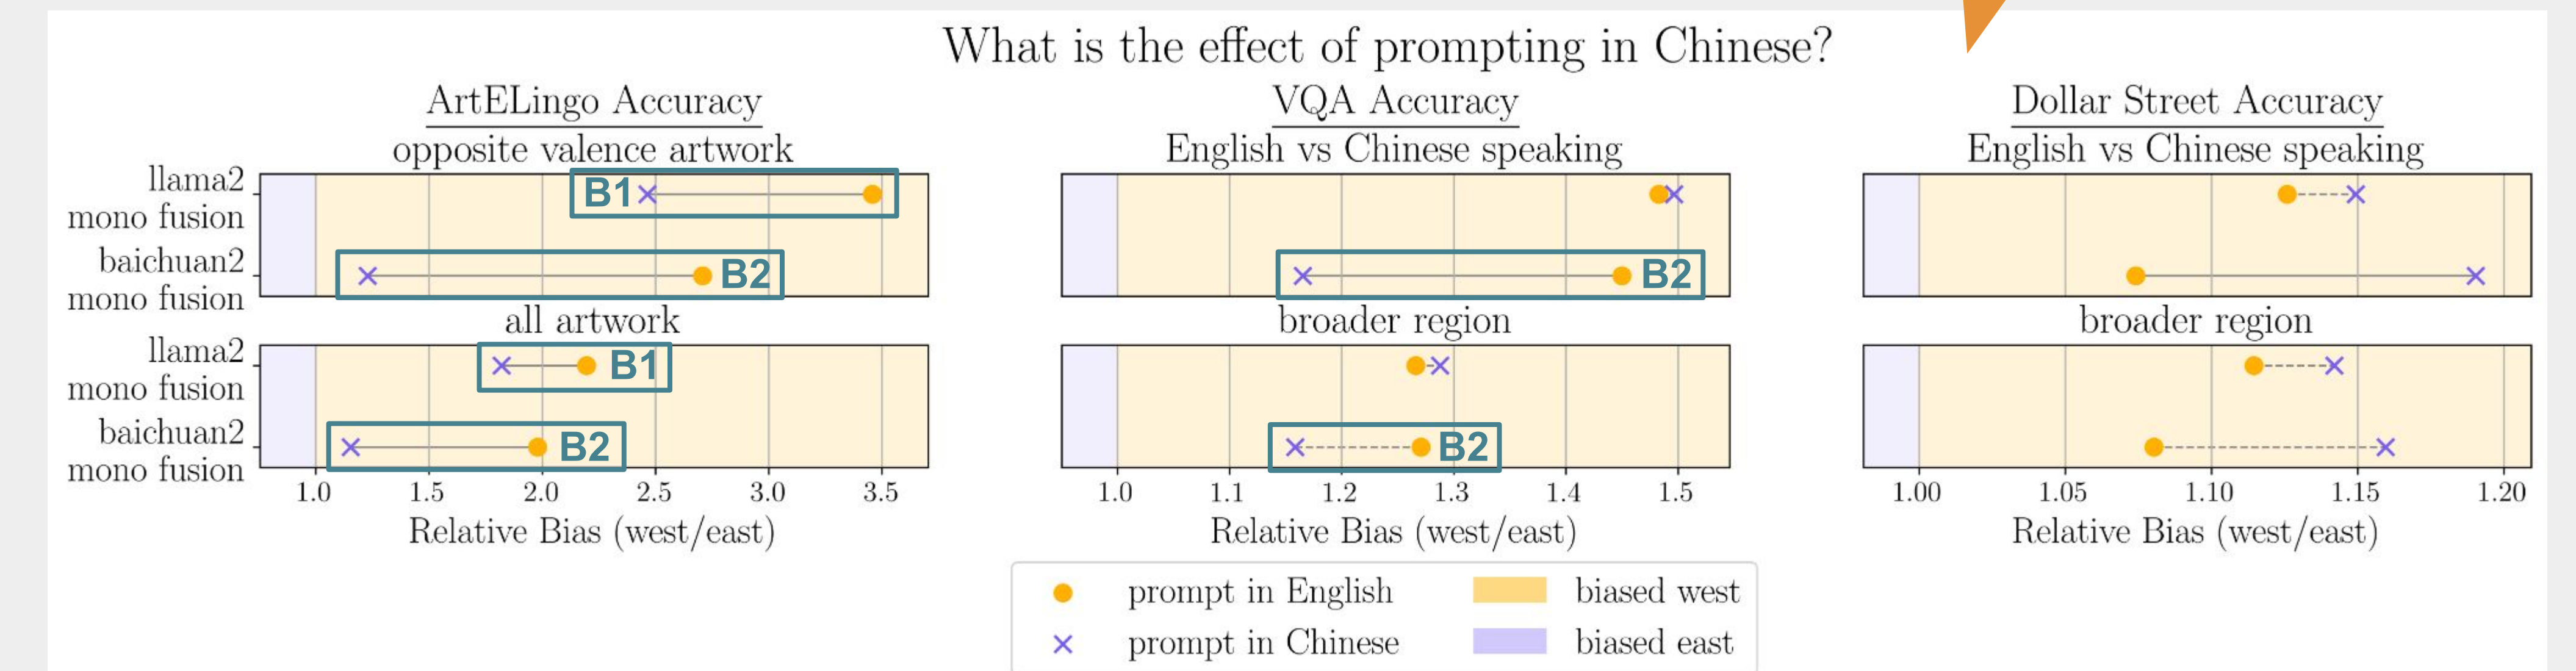 What is the effect of prompting in Chinese?
ArtELingo Accuracy
opposite valence artwork
llama2
mono fusion
B1
baichuan2
mono fusion
B2
all artwork
llama2
mono fusion
B1
baichuan2
mono fusion
B2
1.0 1.5 2.0 2.5 3.0 3.5
Relative Bias (west/east)
VQA Accuracy
English vs Chinese speaking
B2
broader region
B2
1.0 1.1 1.2 1.3 1.4 1.5
Relative Bias (west/east)
Dollar Street Accuracy
English vs Chinese speaking
broader region
1.00 1.05 1.10 1.15 1.20
Relative Bias (west/east)
prompt in English
prompt in Chinese
biased west
biased east